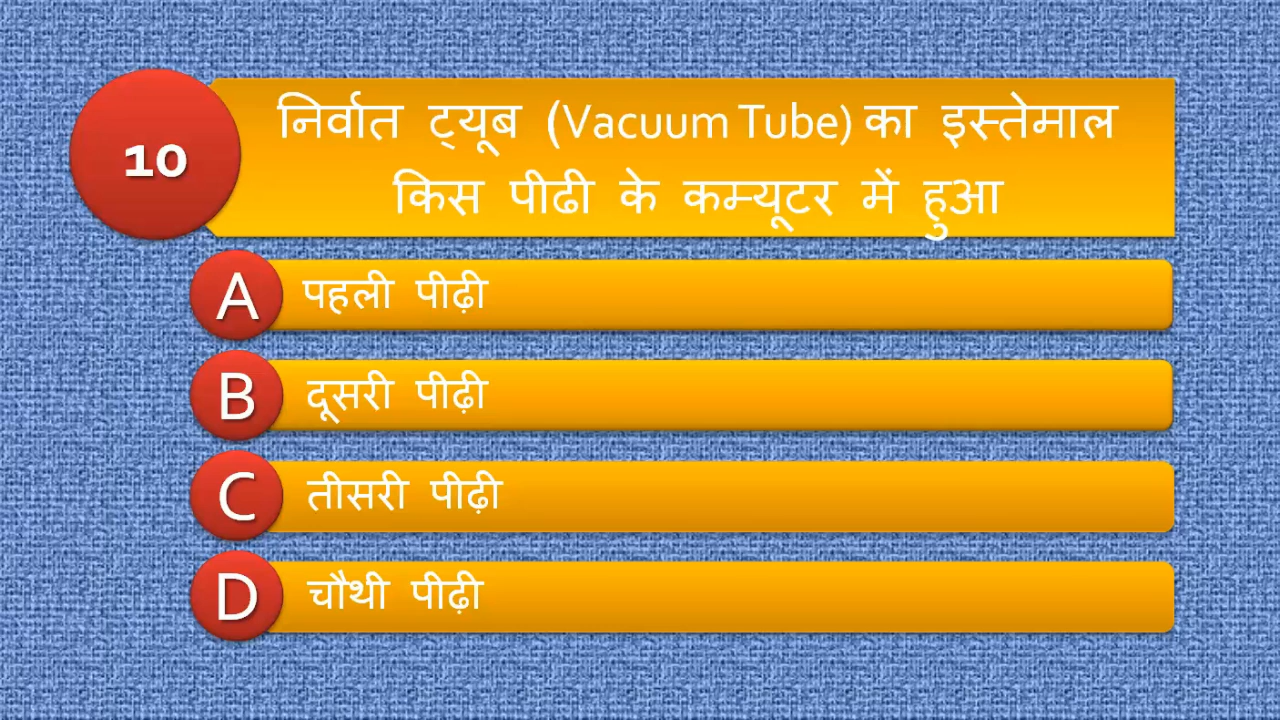 10
निर्वात ट्यूब (Vacuum Tube) का इस्तेमाल
किस पीढी के कम्यूटर में हुआ
A पहली पीढ़ी
B दूसरी पीढ़ी
C तीसरी पीढ़ी
D चौथी पीढ़ी